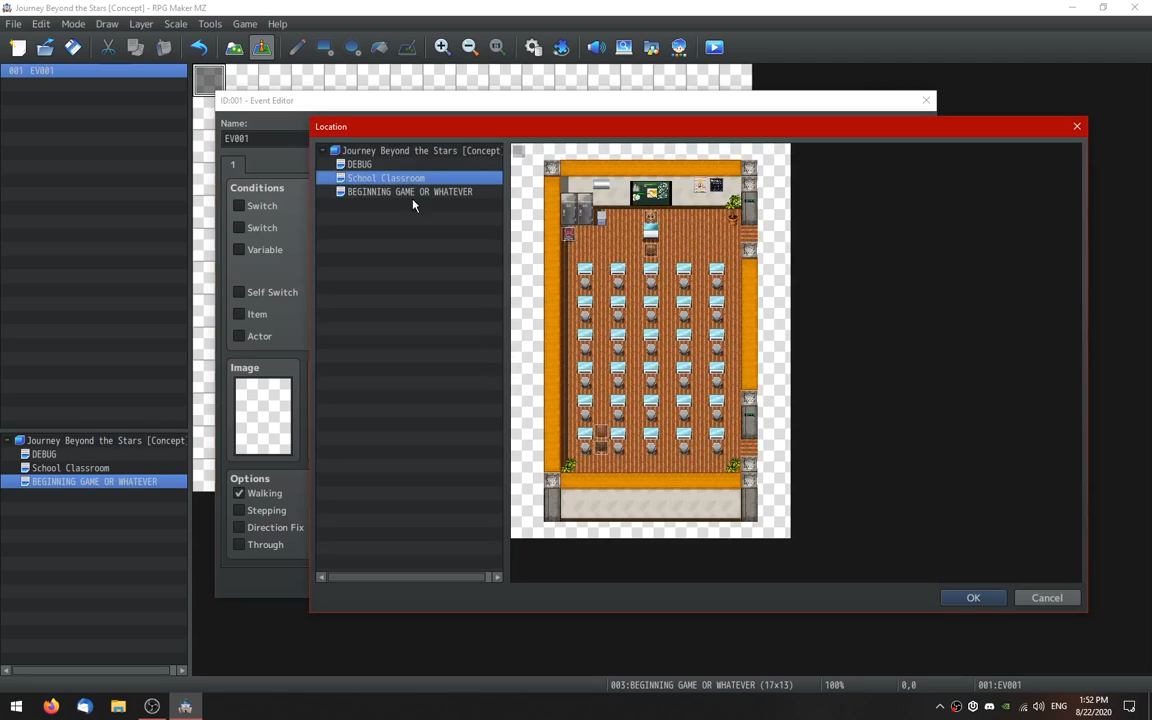 Journey Beyond the Stars [Concept] - RPG Maker MZ
File Edit Mode Draw Layer Scale Tools Game Help
001 EV001
ID:001 - Event Editor
Name:
EV001
1
Conditions
Switch
Switch
Variable
Self Switch
Item
Actor
Image
Options
Walking
Stepping
Direction Fix
Through
Location
Journey Beyond the Stars [Concept
DEBUG
School Classroom
BEGINNING GAME OR WHATEVER
OK Cancel
Journey Beyond the Stars [Concept
DEBUG
School Classroom
BEGINNING GAME OR WHATEVER
003:BEGINNING GAME OR WHATEVER (17x13) 100% 0,0 001:EV001
ENG
1:52 PM
8/22/2020